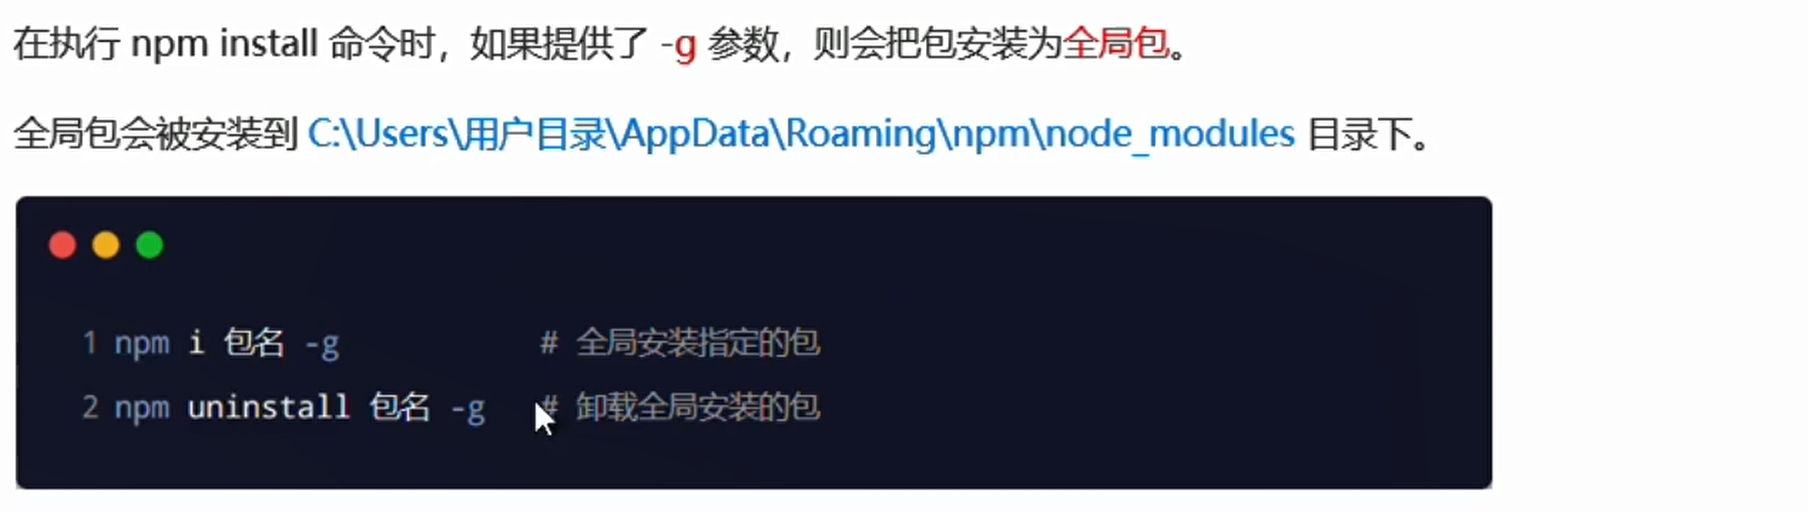 在执行 npm install 命令时，如果提供了 -g 参数，则会把包安装为全局包。
全局包会被安装到 C:\Users\用户目录\AppData\Roaming\npm\node_modules 目录下。
1 npm i 包名 -g # 全局安装指定的包
2 npm uninstall 包名 -g # 卸载全局安装的包